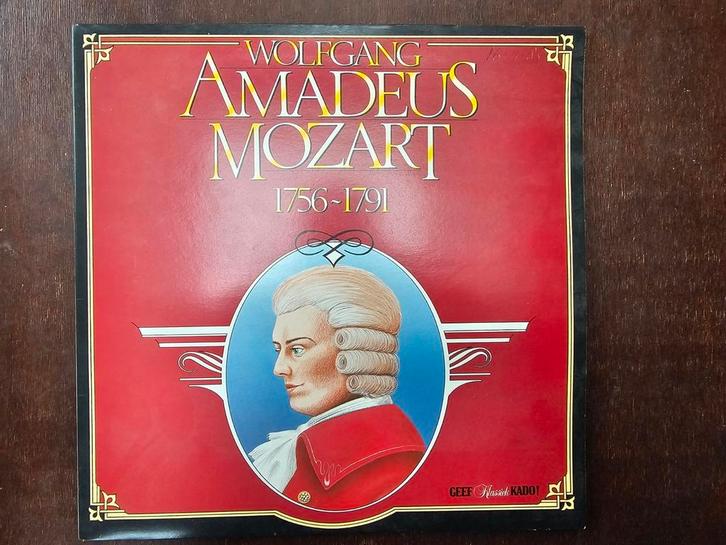 WOLFGANG
AMADEUS
MOZART
1756~1791
GEEF Klassiek KADO!